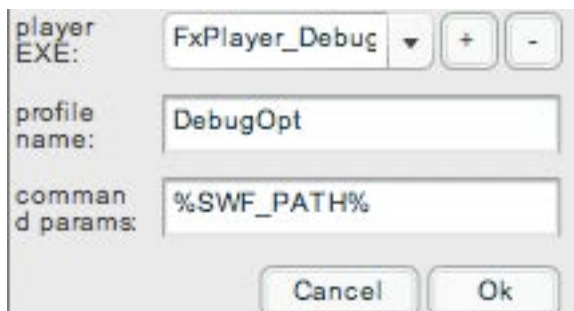 player
EXE:
FxPlayer_Debug
+
-
profile
name:
DebugOpt
comman
d params:
%SWF_PATH%
Cancel
Ok